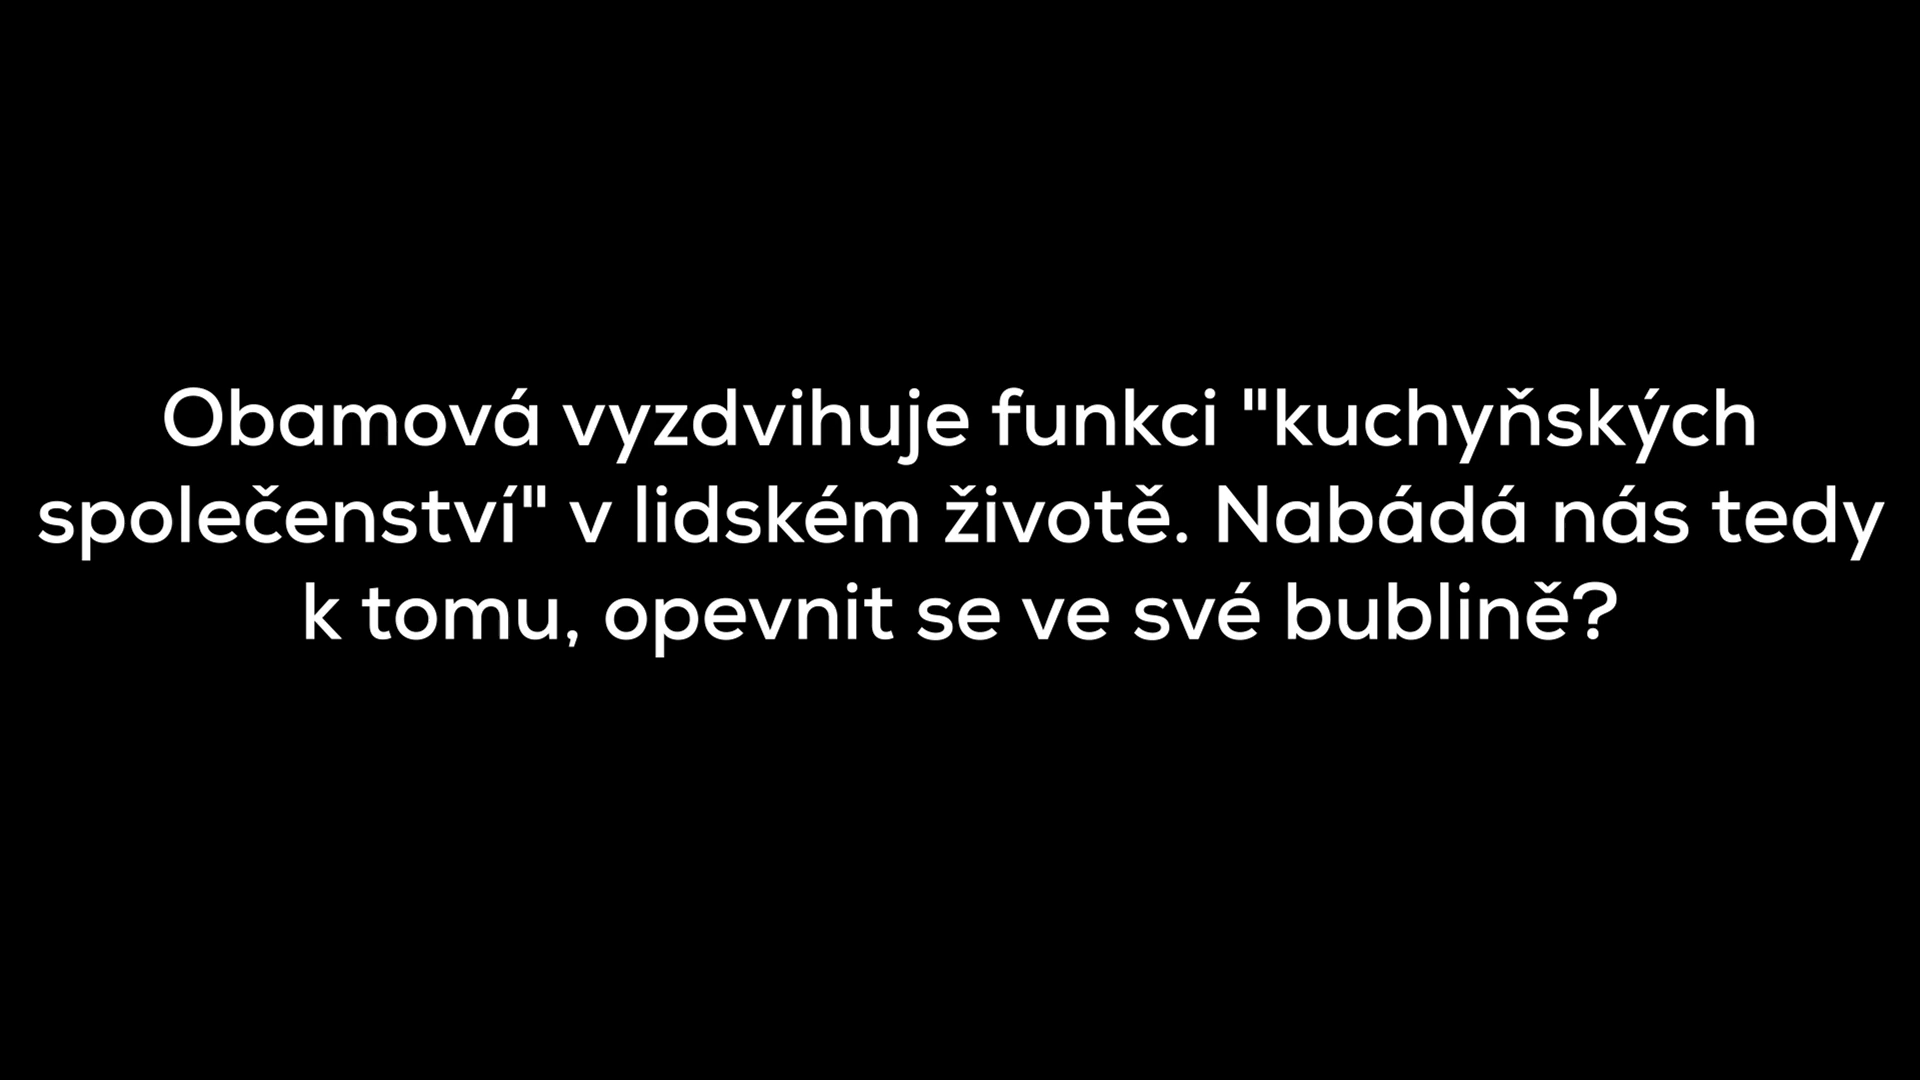 Obamová vyzdvihuje funkci "kuchyňských
společenství" v lidském životě. Nabádá nás tedy
k tomu, opevnit se ve své bublině?